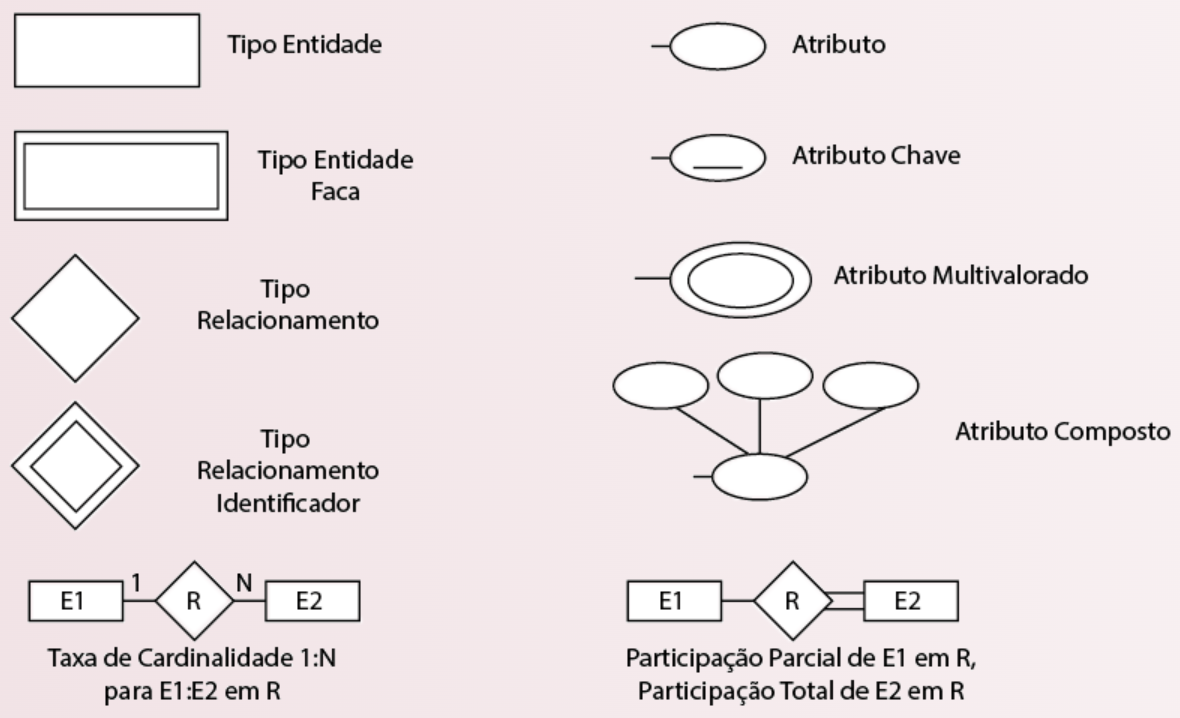 Tipo Entidade
Atributo
Tipo Entidade
Faca
Atributo Chave
Tipo
Relacionamento
Atributo Multivalorado
Tipo
Relacionamento
Identificador
Atributo Composto
E1 1 R N E2
Taxa de Cardinalidade 1:N
para E1:E2 em R
E1 R E2
Participação Parcial de E1 em R,
Participação Total de E2 em R